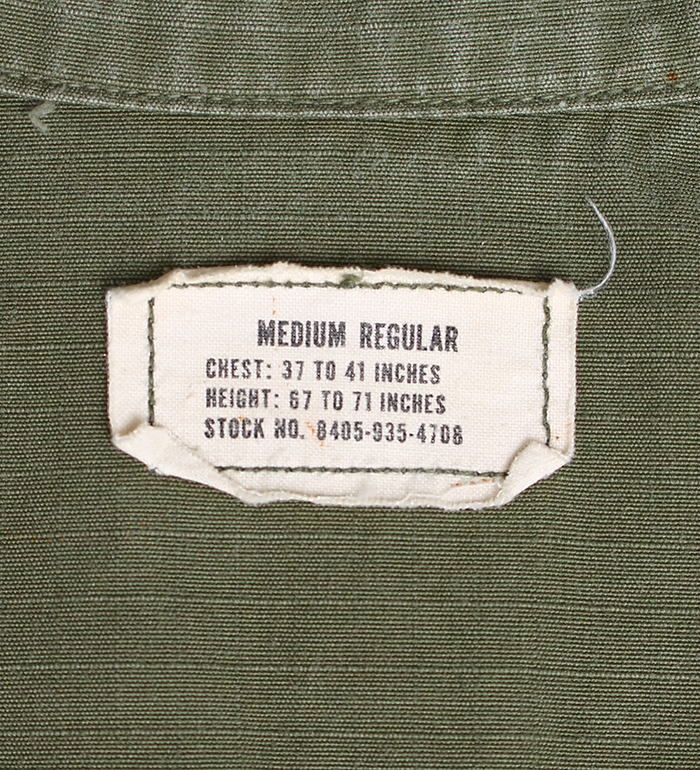 MEDIUM REGULAR
CHEST: 37 TO 41 INCHES
HEIGHT: 67 TO 71 INCHES
STOCK NO. 8405-935-4708